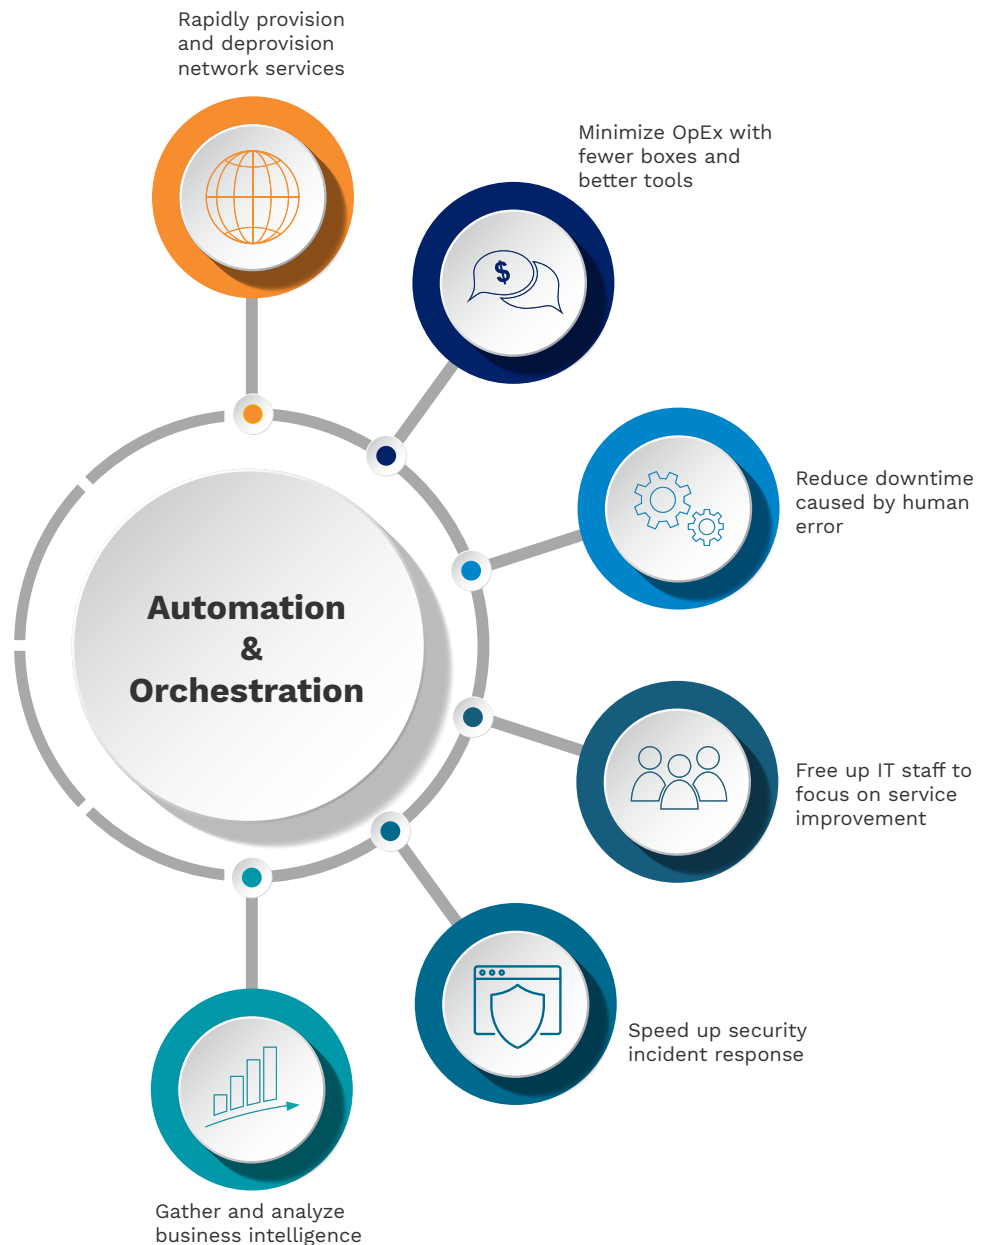 Rapidly provision
and deprovision
network services
Minimize OpEx with
fewer boxes and
better tools
$
Reduce downtime
caused by human
error
Automation
&
Orchestration
Free up IT staff to
focus on service
improvement
Speed up security
incident response
Gather and analyze
business intelligence